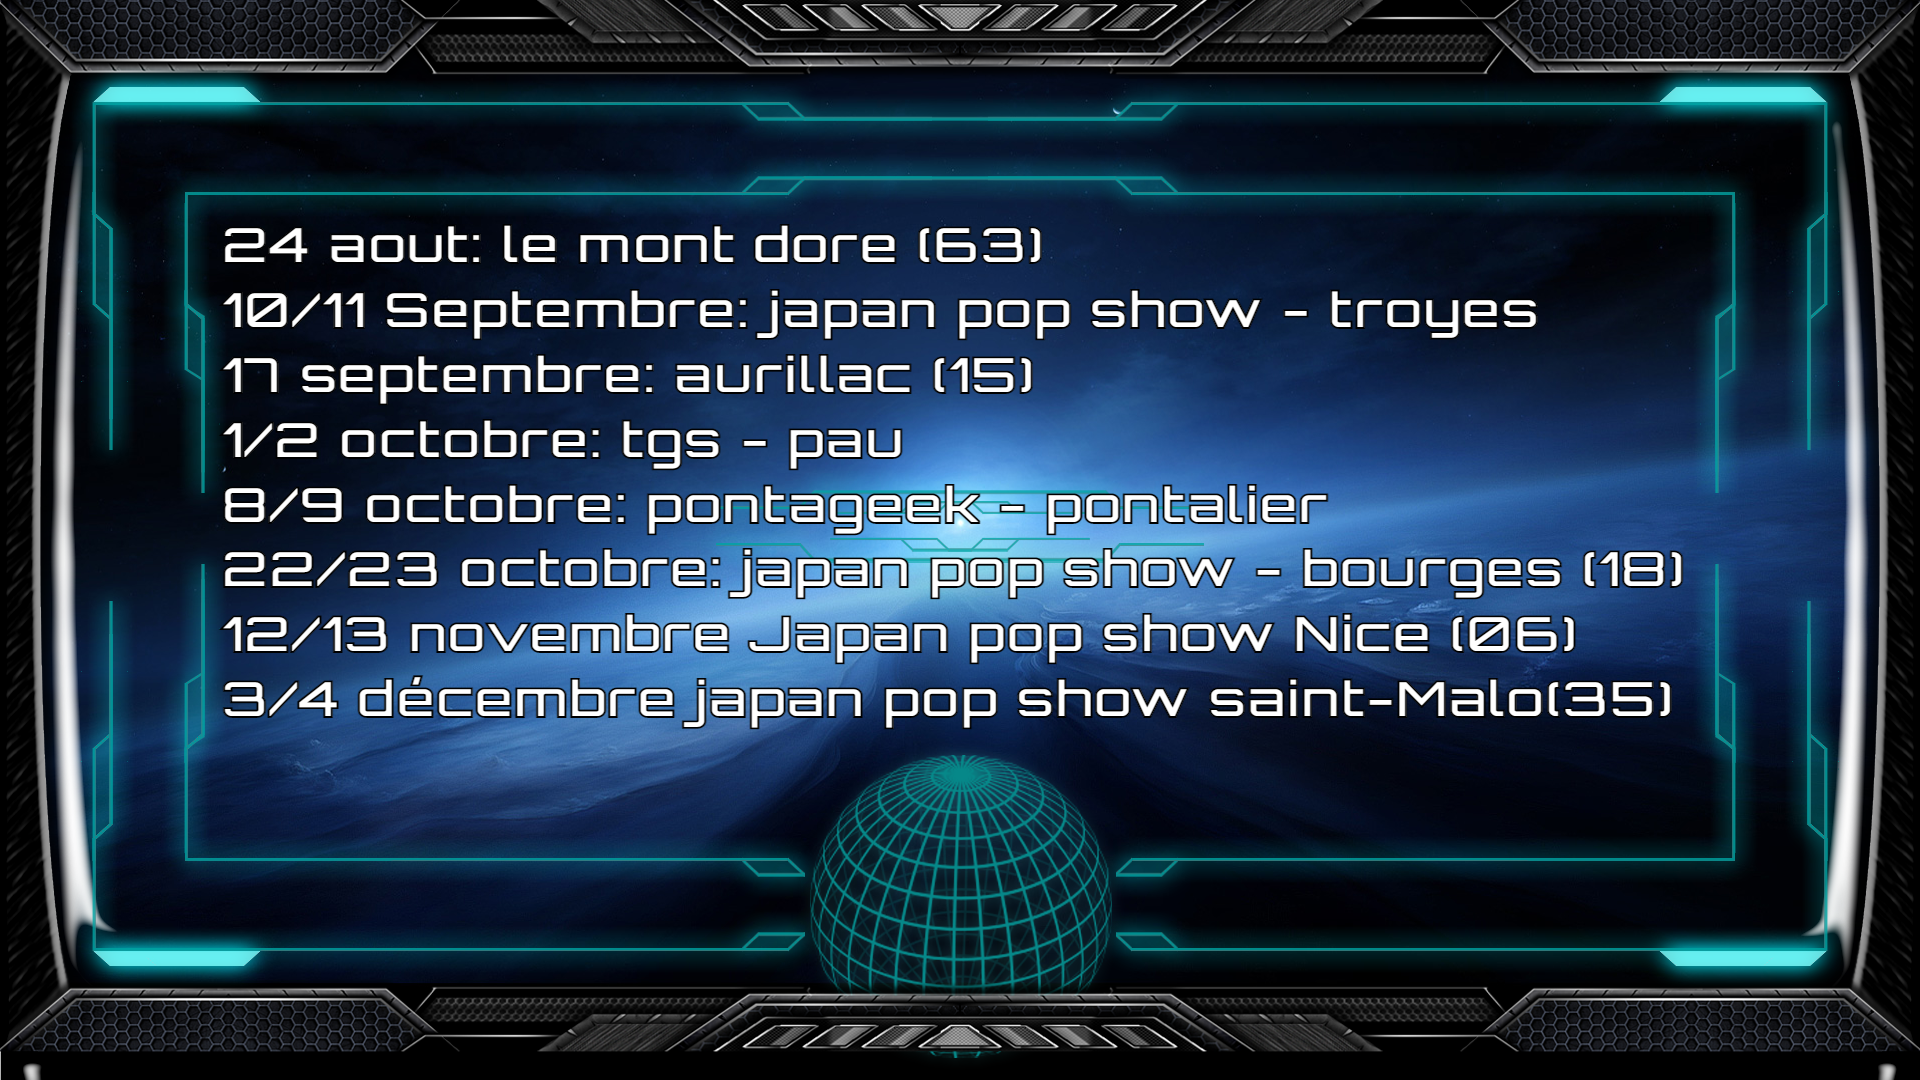 24 aout: le mont dore (63)
10/11 Septembre: japan pop show - troyes
17 septembre: aurillac (15)
1/2 octobre: tgs - pau
8/9 octobre: pontageek - pontalier
22/23 octobre: japan pop show - bourges (18)
12/13 novembre Japan pop show Nice (06)
3/4 décembre japan pop show saint-Malo(35)